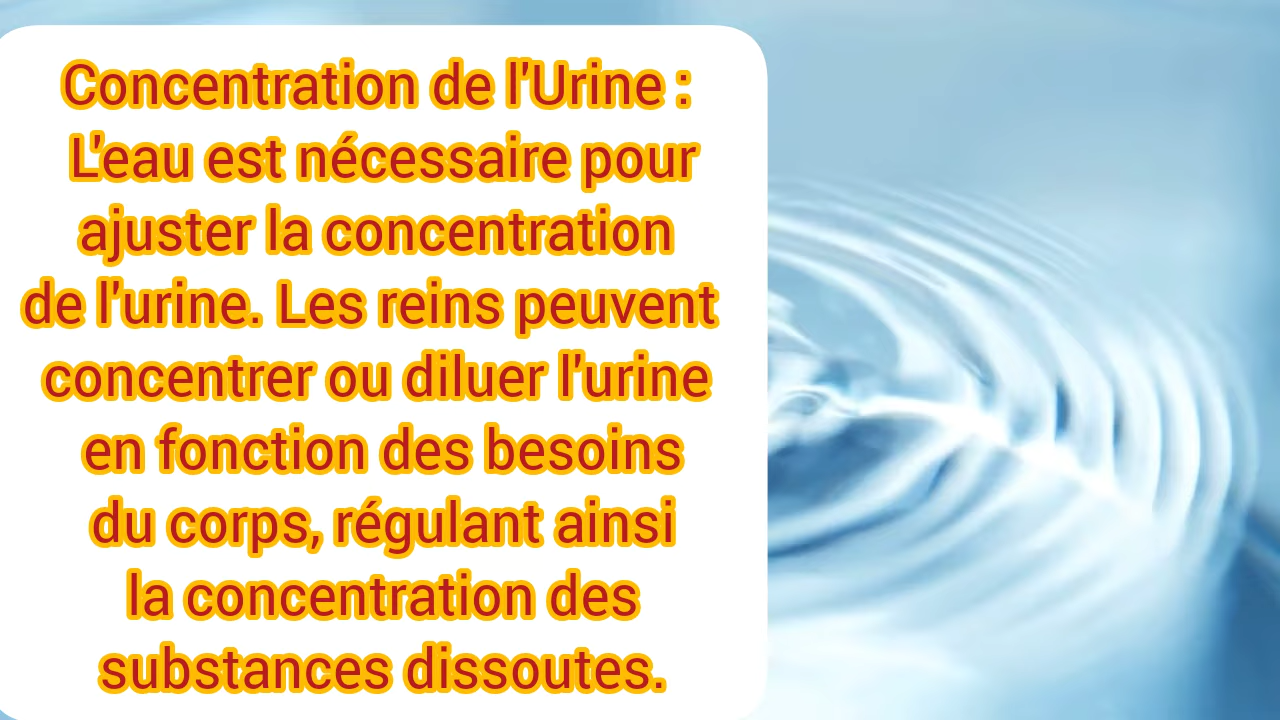 Concentration de l'Urine :
L'eau est nécessaire pour
ajuster la concentration
de l'urine. Les reins peuvent
concentrer ou diluer l'urine
en fonction des besoins
du corps, régulant ainsi
la concentration des
substances dissoutes.